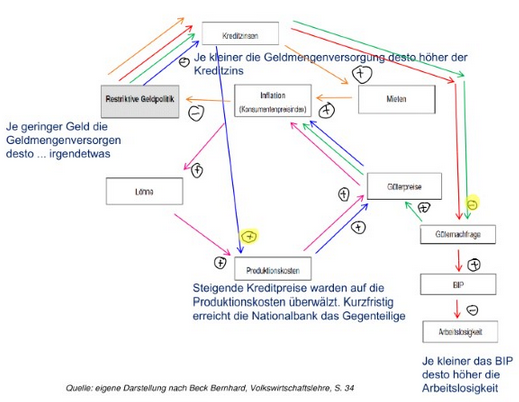 Kreditzinsen
Je kleiner die Geldmengenversorgung desto höher der
Kreditzins
Restriktive Geldpolitik
Inflation
(Konsumentenpreisindex)
Mieten
Je geringer Geld die
Geldmengenversorgen
desto ... irgendetwas
Löhne
Güterpreise
Güternachfrage
Produktionskosten
BIP
Steigende Kreditpreise warden auf die
Produktionskosten überwälzt. Kurzfristig
erreicht die Nationalbank das Gegenteilige
Arbeitslosigkeit
Je kleiner das BIP
desto höher die
Arbeitslosigkeit
Quelle: eigene Darstellung nach Beck Bernhard, Volkswirtschaftslehre, S. 34